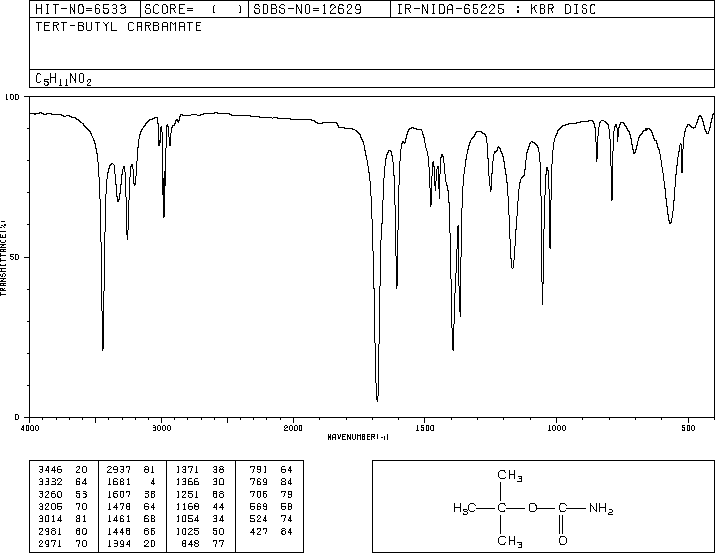 HIT-NO=6533 SCORE= ( ) SDBS-NO=12629 IR-NIDA-65225 : KBR DISC
TERT-BUTYL CARBAMATE
C5H11NO2
100
50
0
TRANSMITTANCE(%)
4000 3000 2000 1500 1000 500
WAVENUMBER(-1)
3446 20 2937 81 1371 38 791 64
3332 64 1681 4 1366 30 769 84
3260 53 1607 38 1251 68 706 79
3205 70 1478 64 1168 44 569 58
3014 81 1461 68 1054 34 524 74
2981 60 1448 66 1025 50 427 84
2971 70 1394 20 848 77
CH3
H3C C O C NH2
CH3 O